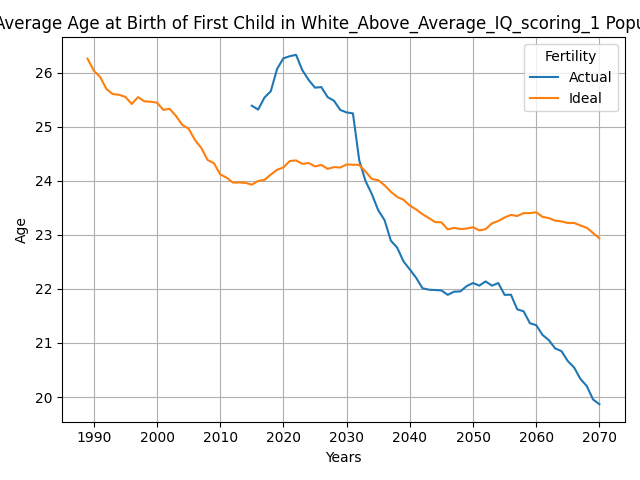 Average Age at Birth of First Child in White_Above_Average_IQ_scoring_1 Popu
Fertility
Actual
Ideal
26
25
24
23
22
21
20
Age
1990 2000 2010 2020 2030 2040 2050 2060 2070
Years